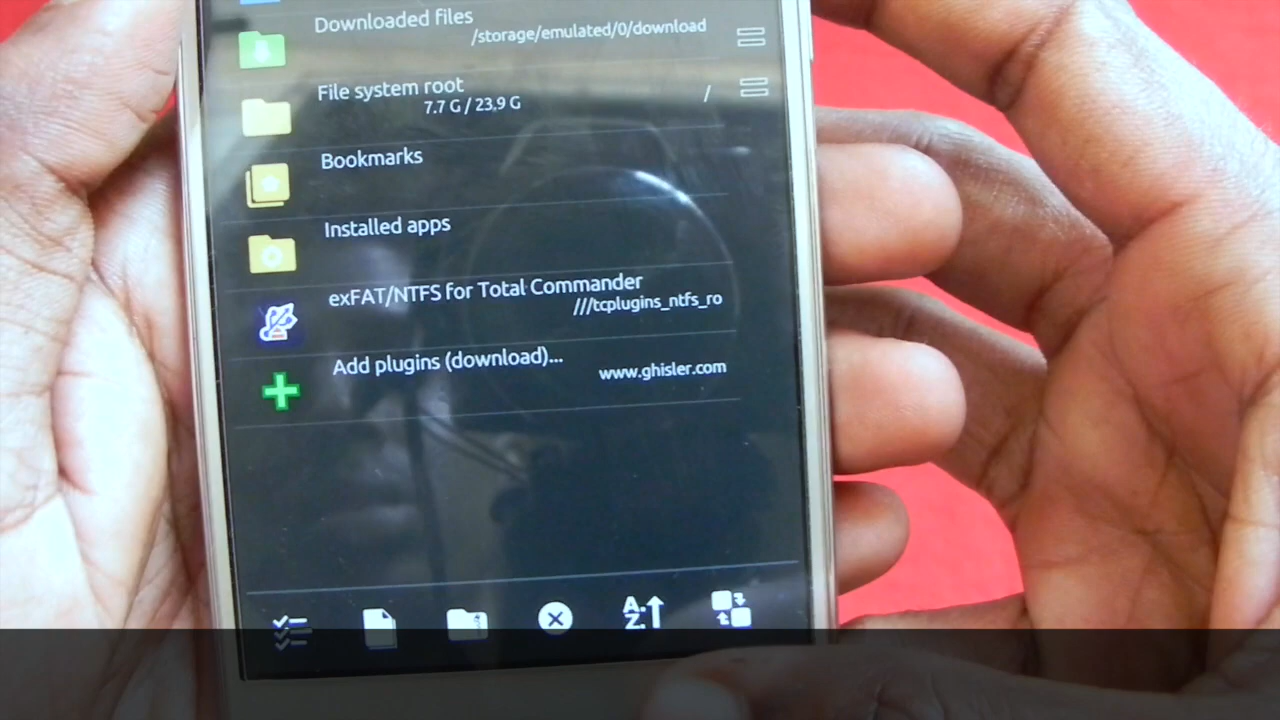 Downloaded files
/storage/emulated/0/download
File system root
7.7 G / 23,9 G /
Bookmarks
Installed apps
exFAT/NTFS for Total Commander
///tcplugins_ntfs_ro
Add plugins (download)...
www.ghisler.com
A-Z